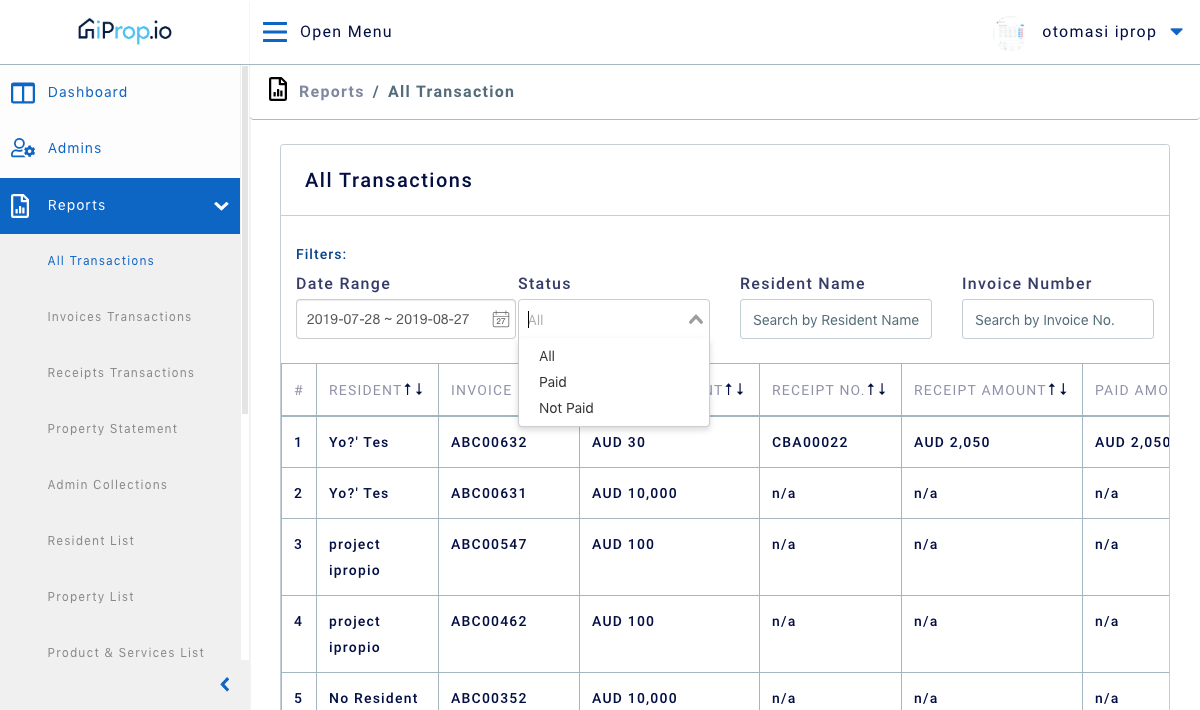 iProp.io
Open Menu
otomasi iprop
Dashboard
Admins
Reports
All Transactions
Invoices Transactions
Receipts Transactions
Property Statement
Admin Collections
Resident List
Property List
Product & Services List
Reports / All Transaction
All Transactions
Filters:
Date Range
Status
Resident Name
Invoice Number
2019-07-28 ~ 2019-08-27
27
All
Search by Resident Name
Search by Invoice No.
All
Paid
Not Paid
# RESIDENT INVOICE NT RECEIPT NO. RECEIPT AMOUNT PAID AMO
1 Yo?' Tes ABC00632 AUD 30 CBA00022 AUD 2,050 AUD 2,050
2 Yo?' Tes ABC00631 AUD 10,000 n/a n/a n/a
3 project ipropio ABC00547 AUD 100 n/a n/a n/a
4 project ipropio ABC00462 AUD 100 n/a n/a n/a
5 No Resident ABC00352 AUD 10,000 n/a n/a n/a